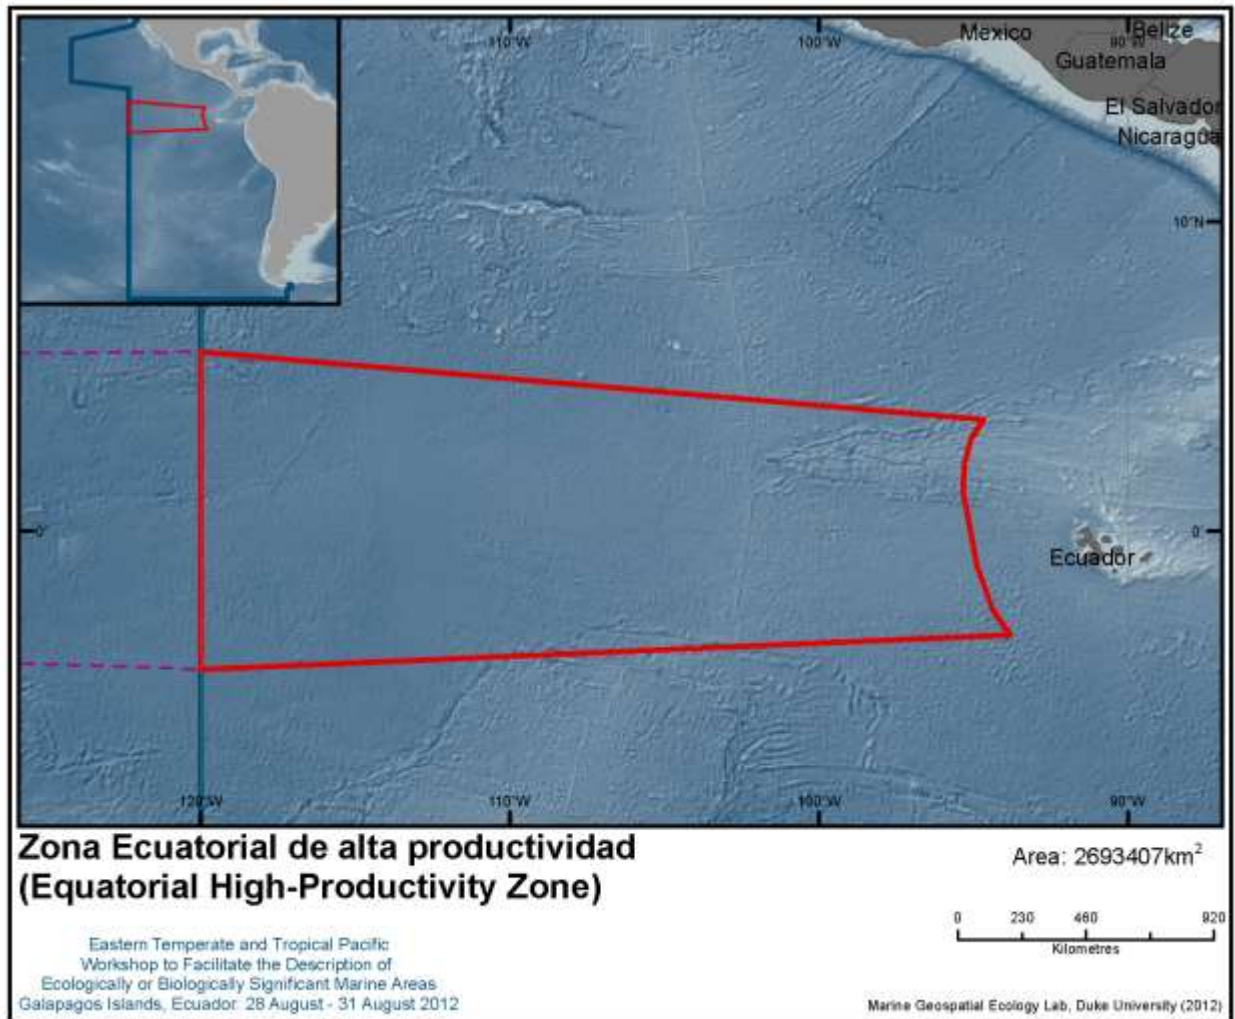 110°W
100°W
90°W
Mexico
Belize
Guatemala
El Salvador
Nicaragua
10°N
0°
0°
Ecuador
120°W
110°W
100°W
90°W
Zona Ecuatorial de alta productividad
(Equatorial High-Productivity Zone)
Area: 2693407km²
0 230 460 920
Kilometres
Eastern Temperate and Tropical Pacific
Workshop to Facilitate the Description of
Ecologically or Biologically Significant Marine Areas
Galapagos Islands, Ecuador 28 August - 31 August 2012
Marine Geospatial Ecology Lab, Duke University (2012)